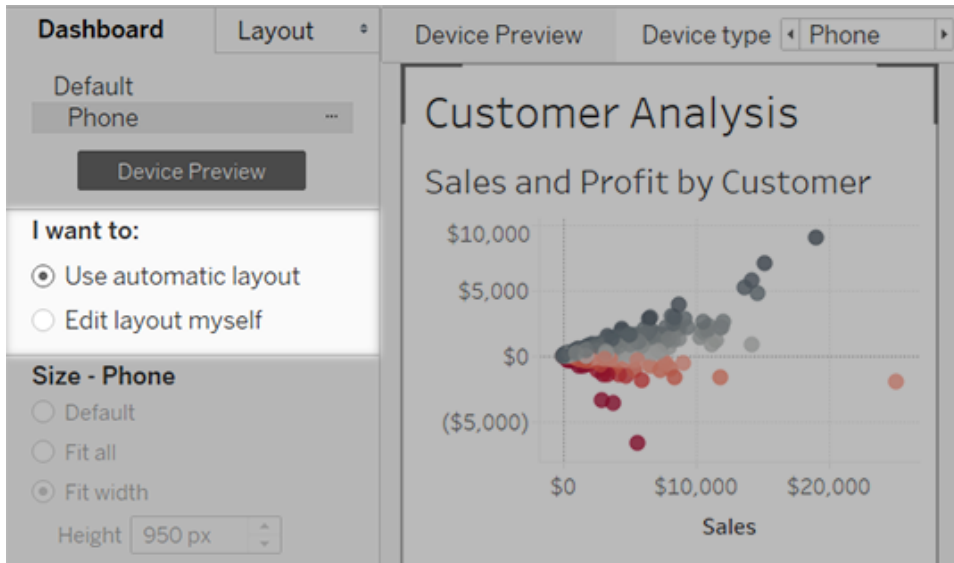 Dashboard
Layout
Default
Phone
Device Preview
I want to:
Use automatic layout
Edit layout myself
Size - Phone
Default
Fit all
Fit width
Height 950 px
Device Preview
Device type Phone
Customer Analysis
Sales and Profit by Customer
$10,000
$5,000
$0
($5,000)
$0 $10,000 $20,000
Sales